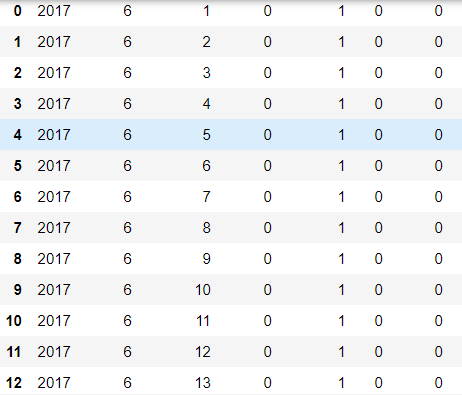 0 2017 6 1 0 1 0 0
1 2017 6 2 0 1 0 0
2 2017 6 3 0 1 0 0
3 2017 6 4 0 1 0 0
4 2017 6 5 0 1 0 0
5 2017 6 6 0 1 0 0
6 2017 6 7 0 1 0 0
7 2017 6 8 0 1 0 0
8 2017 6 9 0 1 0 0
9 2017 6 10 0 1 0 0
10 2017 6 11 0 1 0 0
11 2017 6 12 0 1 0 0
12 2017 6 13 0 1 0 0